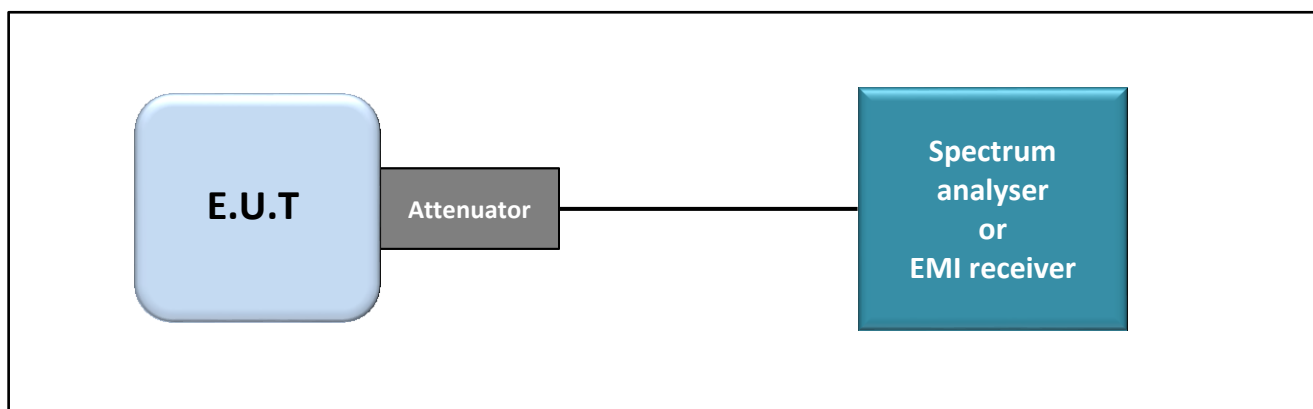 E.U.T
Attenuator
Spectrum
analyser
or
EMI receiver